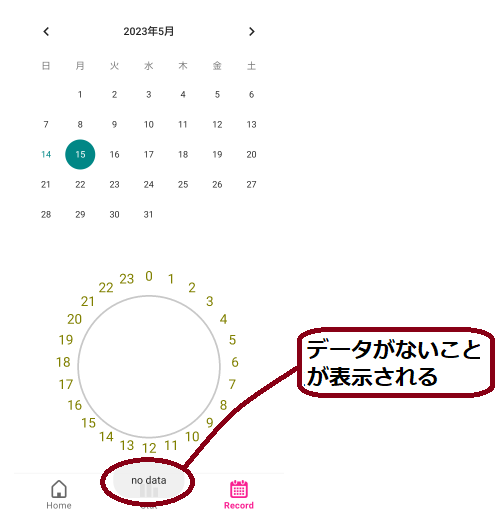 2023年5月
日 月 火 水 木 金 土
1 2 3 4 5 6
7 8 9 10 11 12 13
14 15 16 17 18 19 20
21 22 23 24 25 26 27
28 29 30 31
0 1 2 3 4 5 6 7 8 9 10 11 12 13 14 15 16 17 18 19 20 21 22 23
データがないこと
が表示される
no data
Home Record